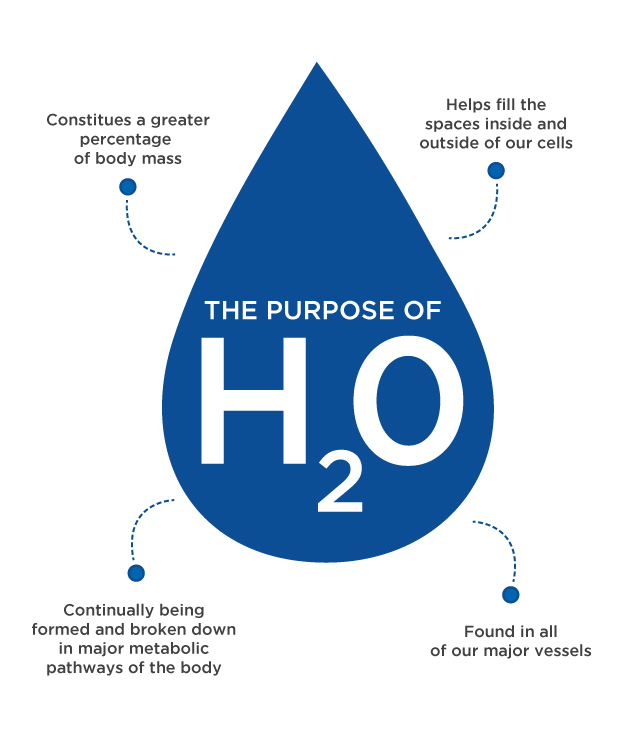 Constitues a greater
percentage
of body mass
Helps fill the
spaces inside and
outside of our cells
THE PURPOSE OF
H2O
Continually being
formed and broken down
in major metabolic
pathways of the body
Found in all
of our major vessels